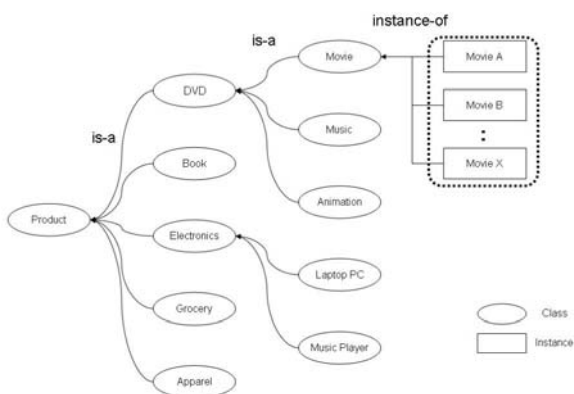 instance-of
is-a
Movie
Movie A
DVD
Movie B
Music
:
is-a
Book
Movie X
Animation
Product
Electronics
Laptop PC
Grocery
Class
Music Player
Instance
Apparel